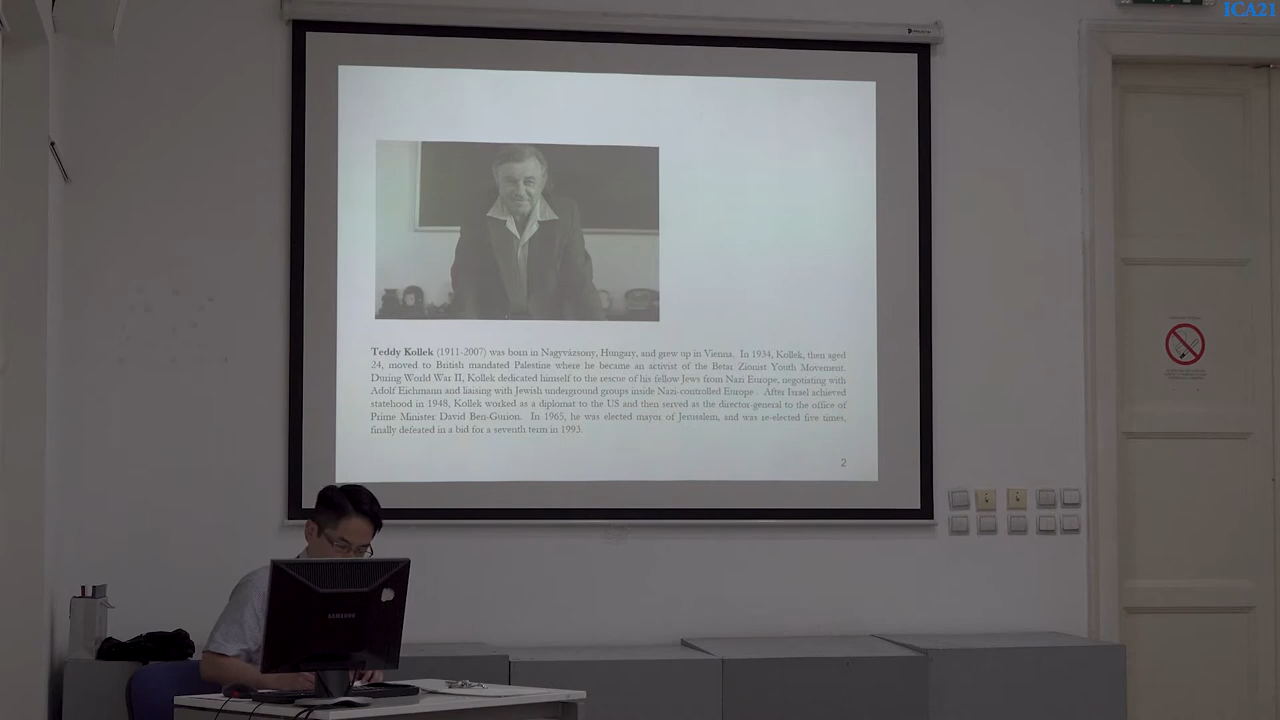 ICA21
Teddy Kollek (1911-2007) was born in Nagyvázsony, Hungary, and grew up in Vienna. In 1934, Kollek, then aged
24, moved to British mandated Palestine where he became an activist of the Betar Zionist Youth Movement.
During World War II, Kollek dedicated himself to the rescue of his fellow Jews from Nazi Europe, negotiating with
Adolf Eichmann and liaising with Jewish underground groups inside Nazi-controlled Europe . After Israel achieved
statehood in 1948, Kollek worked as a diplomat to the US and then served as the director-general to the office of
Prime Minister David Ben-Gurion. In 1965, he was elected mayor of Jerusalem, and was re-elected five times,
finally defeated in a bid for a seventh term in 1993.
2
SAMSUNG